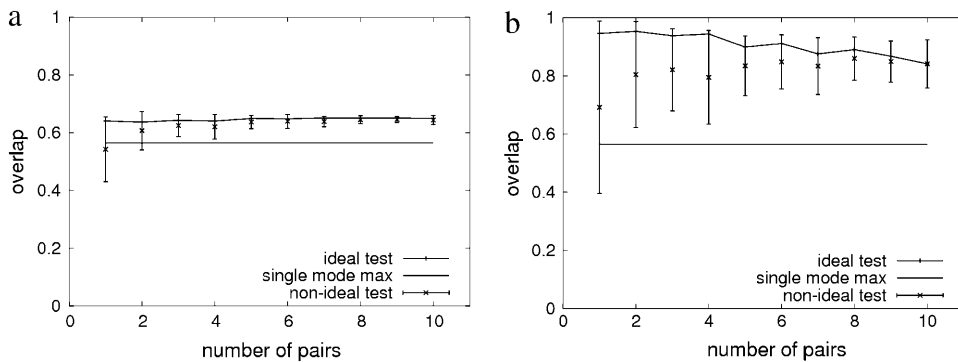 a
overlap
1
0.8
0.6
0.4
0.2
0
ideal test
single mode max
non-ideal test
0 2 4 6 8 10
number of pairs
b
overlap
1
0.8
0.6
0.4
0.2
0
ideal test
single mode max
non-ideal test
0 2 4 6 8 10
number of pairs